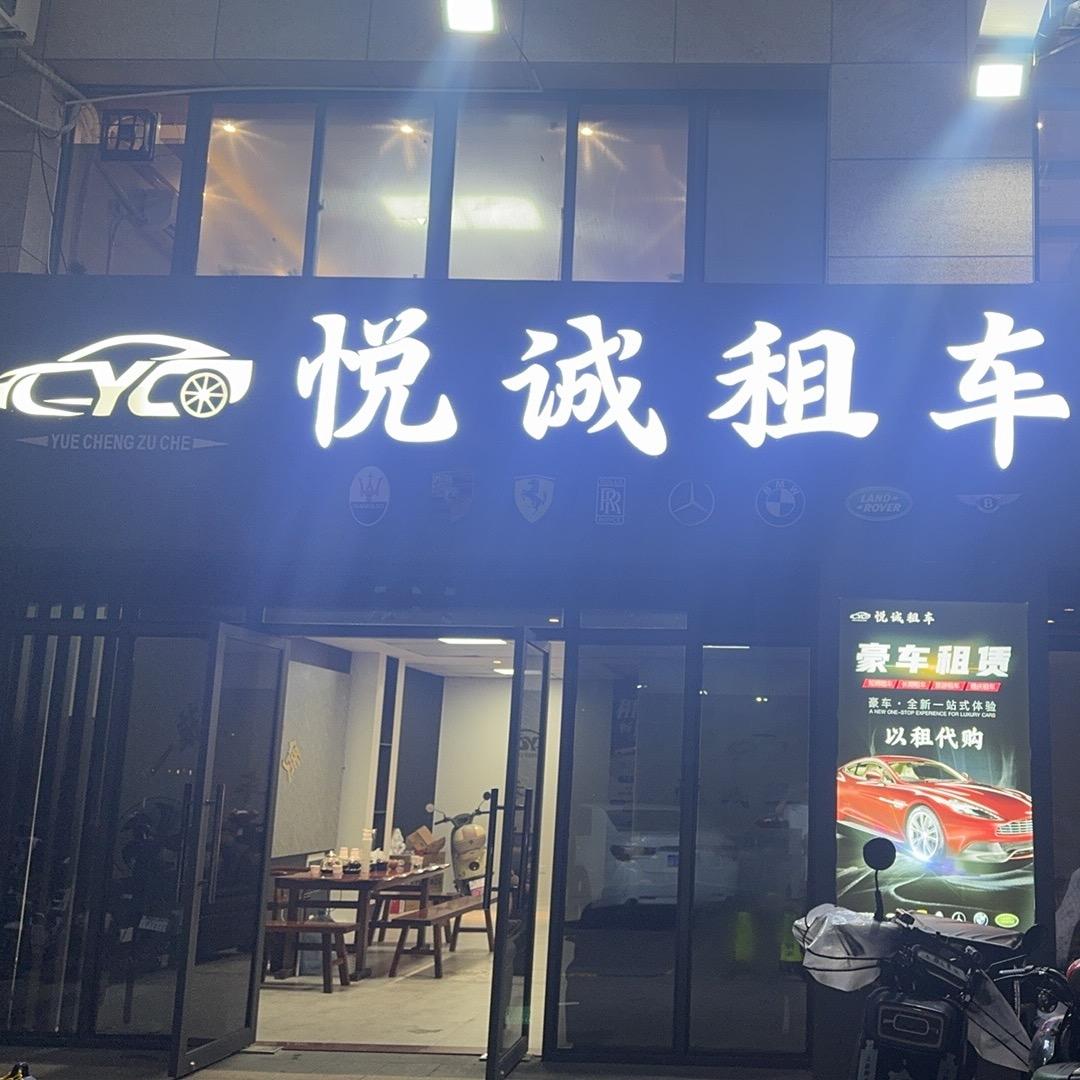 悦诚租车
CYC
YUE CHENG ZU CHE
BMW
LAND ROVER
B
悦诚租车
豪车租赁
豪车·全新一站式体验
A NEW ONE-STOP EXPERIENCE FOR LUXURY CARS
以租代购